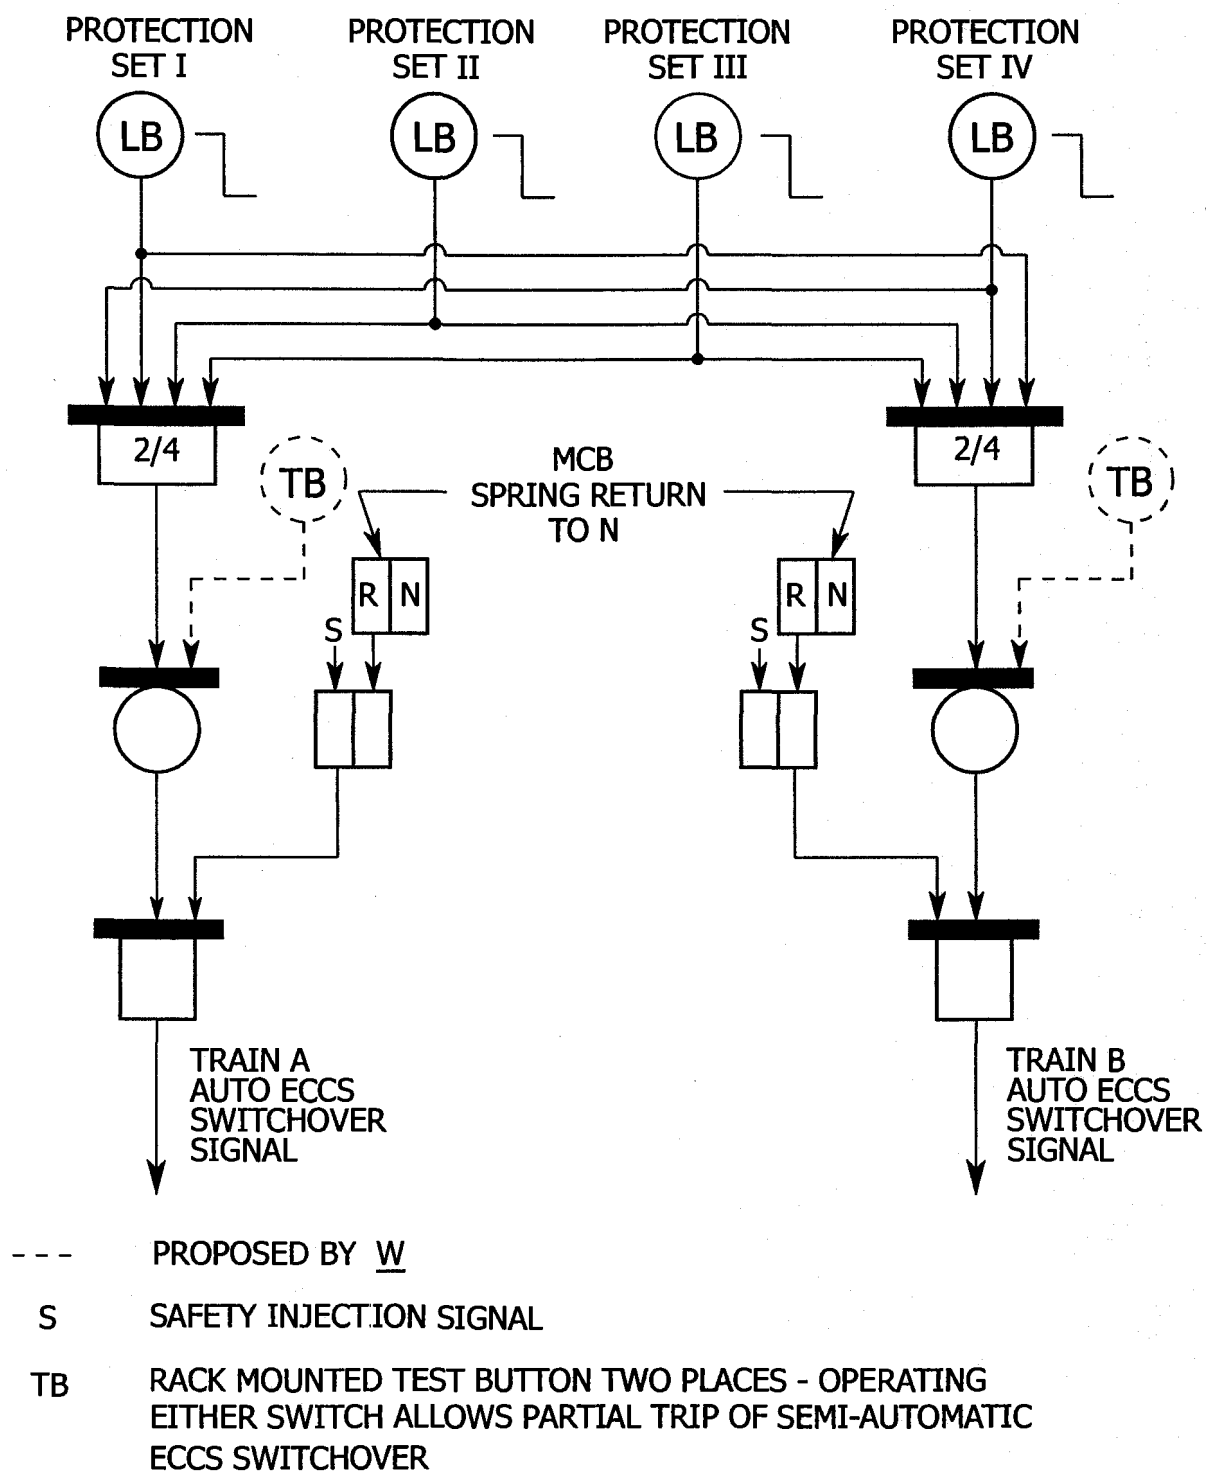 PROTECTION SET I
PROTECTION SET II
PROTECTION SET III
PROTECTION SET IV
LB
LB
LB
LB
2/4
2/4
TB
TB
MCB
SPRING RETURN
TO N
R N
R N
S
S
TRAIN A
AUTO ECCS
SWITCHOVER
SIGNAL
TRAIN B
AUTO ECCS
SWITCHOVER
SIGNAL
--- PROPOSED BY W
S SAFETY INJECTION SIGNAL
TB RACK MOUNTED TEST BUTTON TWO PLACES - OPERATING
EITHER SWITCH ALLOWS PARTIAL TRIP OF SEMI-AUTOMATIC
ECCS SWITCHOVER